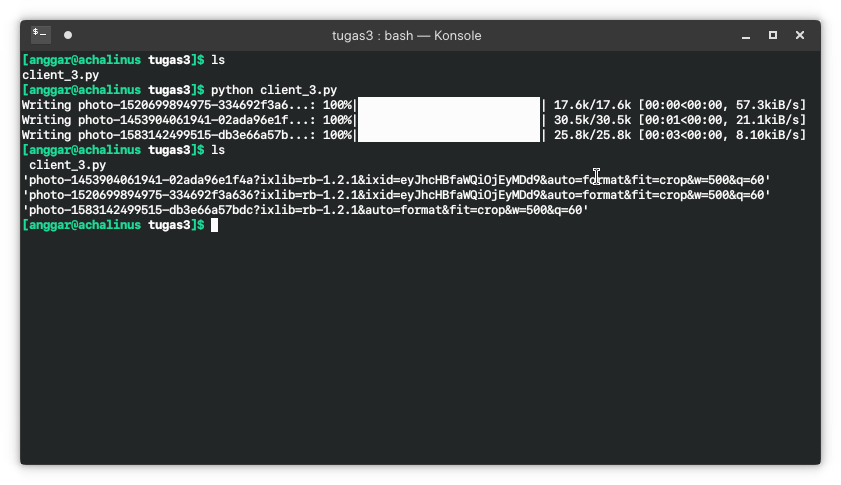 tugas3 : bash — Konsole
[anggar@achalinus tugas3]$ ls
client_3.py
[anggar@achalinus tugas3]$ python client_3.py
Writing photo-1520699894975-334692f3a6...: 100%|██████████████████████████| 17.6k/17.6k [00:00<00:00, 57.3kiB/s]
Writing photo-1453904061941-02ada96e1f...: 100%|██████████████████████████| 30.5k/30.5k [00:01<00:00, 21.1kiB/s]
Writing photo-1583142499515-db3e66a57b...: 100%|██████████████████████████| 25.8k/25.8k [00:03<00:00, 8.10kiB/s]
[anggar@achalinus tugas3]$ ls
 client_3.py
'photo-1453904061941-02ada96e1f4a?ixlib=rb-1.2.1&ixid=eyJhcHBfaWQiOjEyMDd9&auto=format&fit=crop&w=500&q=60'
'photo-1520699894975-334692f3a636?ixlib=rb-1.2.1&ixid=eyJhcHBfaWQiOjEyMDd9&auto=format&fit=crop&w=500&q=60'
'photo-1583142499515-db3e66a57bdc?ixlib=rb-1.2.1&auto=format&fit=crop&w=500&q=60'
[anggar@achalinus tugas3]$